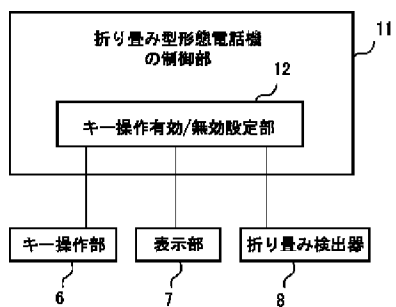 折り畳み型形態電話機
の制御部
11
12
キー操作有効/無効設定部
キー操作部
表示部
折り畳み検出器
6
7
8